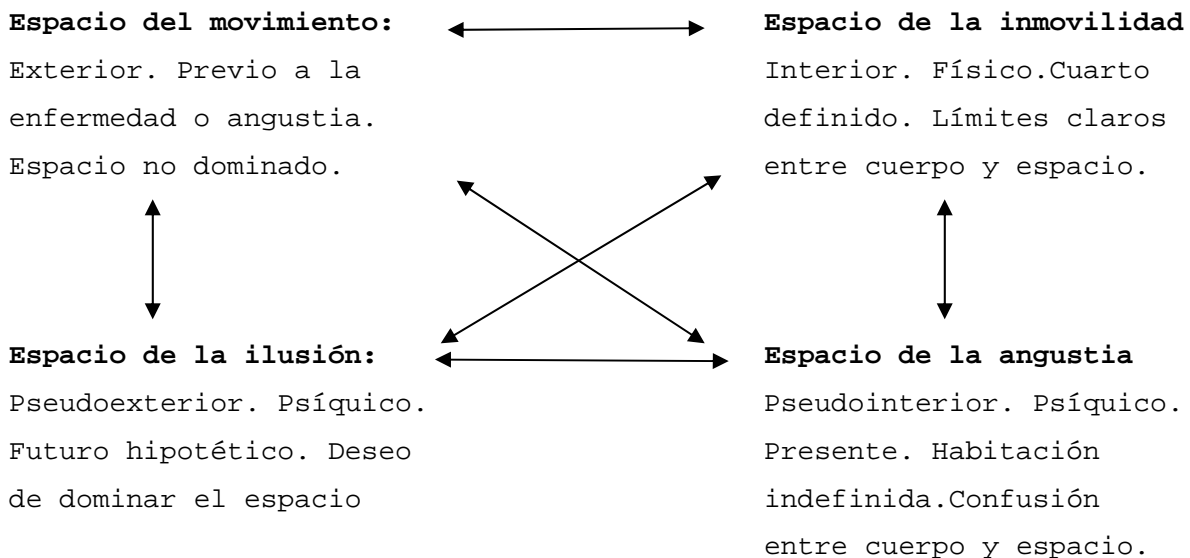 Espacio del movimiento:
Exterior. Previo a la
enfermedad o angustia.
Espacio no dominado.
Espacio de la inmovilidad
Interior. Físico.Cuarto
definido. Límites claros
entre cuerpo y espacio.
Espacio de la ilusión:
Pseudoexterior. Psíquico.
Futuro hipotético. Deseo
de dominar el espacio
Espacio de la angustia
Pseudointerior. Psíquico.
Presente. Habitación
indefinida.Confusión
entre cuerpo y espacio.